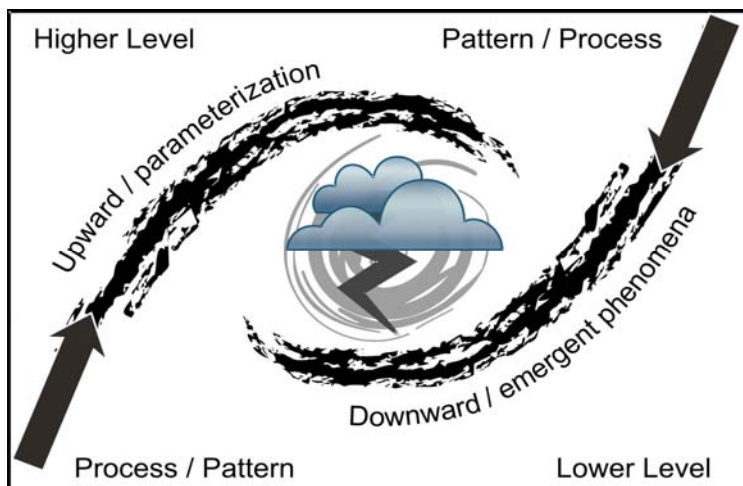 Higher Level
Pattern / Process
Upward / parameterization
Downward / emergent phenomena
Process / Pattern
Lower Level